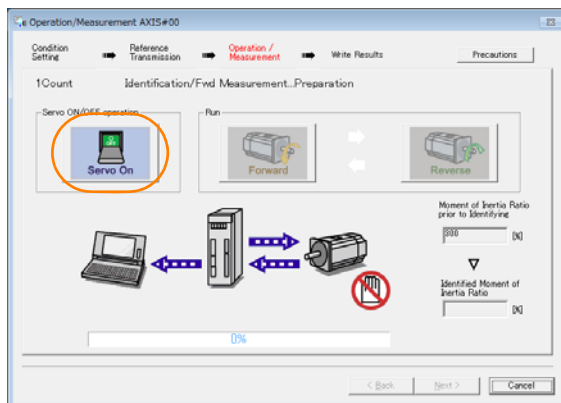 Operation/Measurement AXIS#00
Condition Setting
Reference Transmission
Operation / Measurement
Write Results
Precautions
1Count
Identification/Fwd Measurement...Preparation
Servo ON/OFF operation
Run
Servo On
Forward
Reverse
Moment of Inertia Ratio
prior to Identifying
300 [%]
Identified Moment of
Inertia Ratio
[%]
0%
< Back
Next >
Cancel